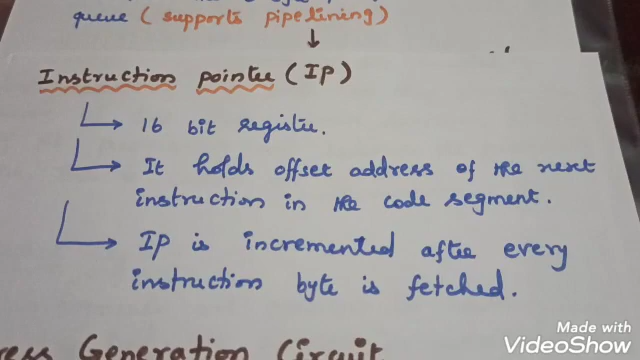 queue (supports pipelining)
Instruction pointer (IP)
16 bit register.
It holds offset address of the next
instruction in the code segment.
IP is incremented after every
instruction byte is fetched.
Generation Circuit
Made with
VideoShow